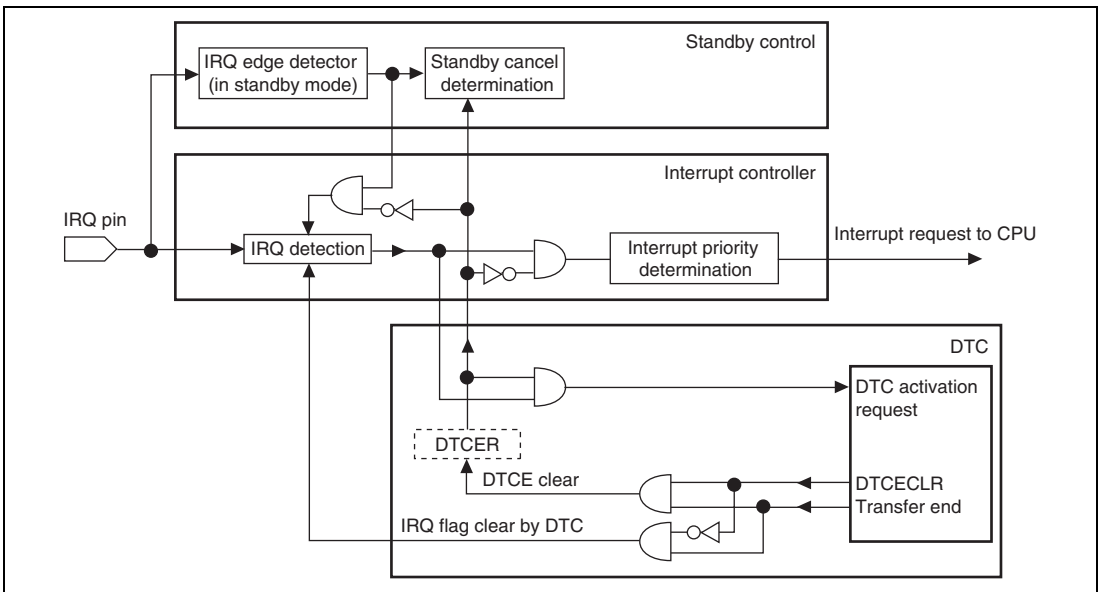 Standby control
IRQ edge detector
(in standby mode)
Standby cancel
determination
Interrupt controller
IRQ pin
IRQ detection
Interrupt priority
determination
Interrupt request to CPU
DTC
DTC activation
request
DTCER
DTCE clear
DTCECLR
Transfer end
IRQ flag clear by DTC